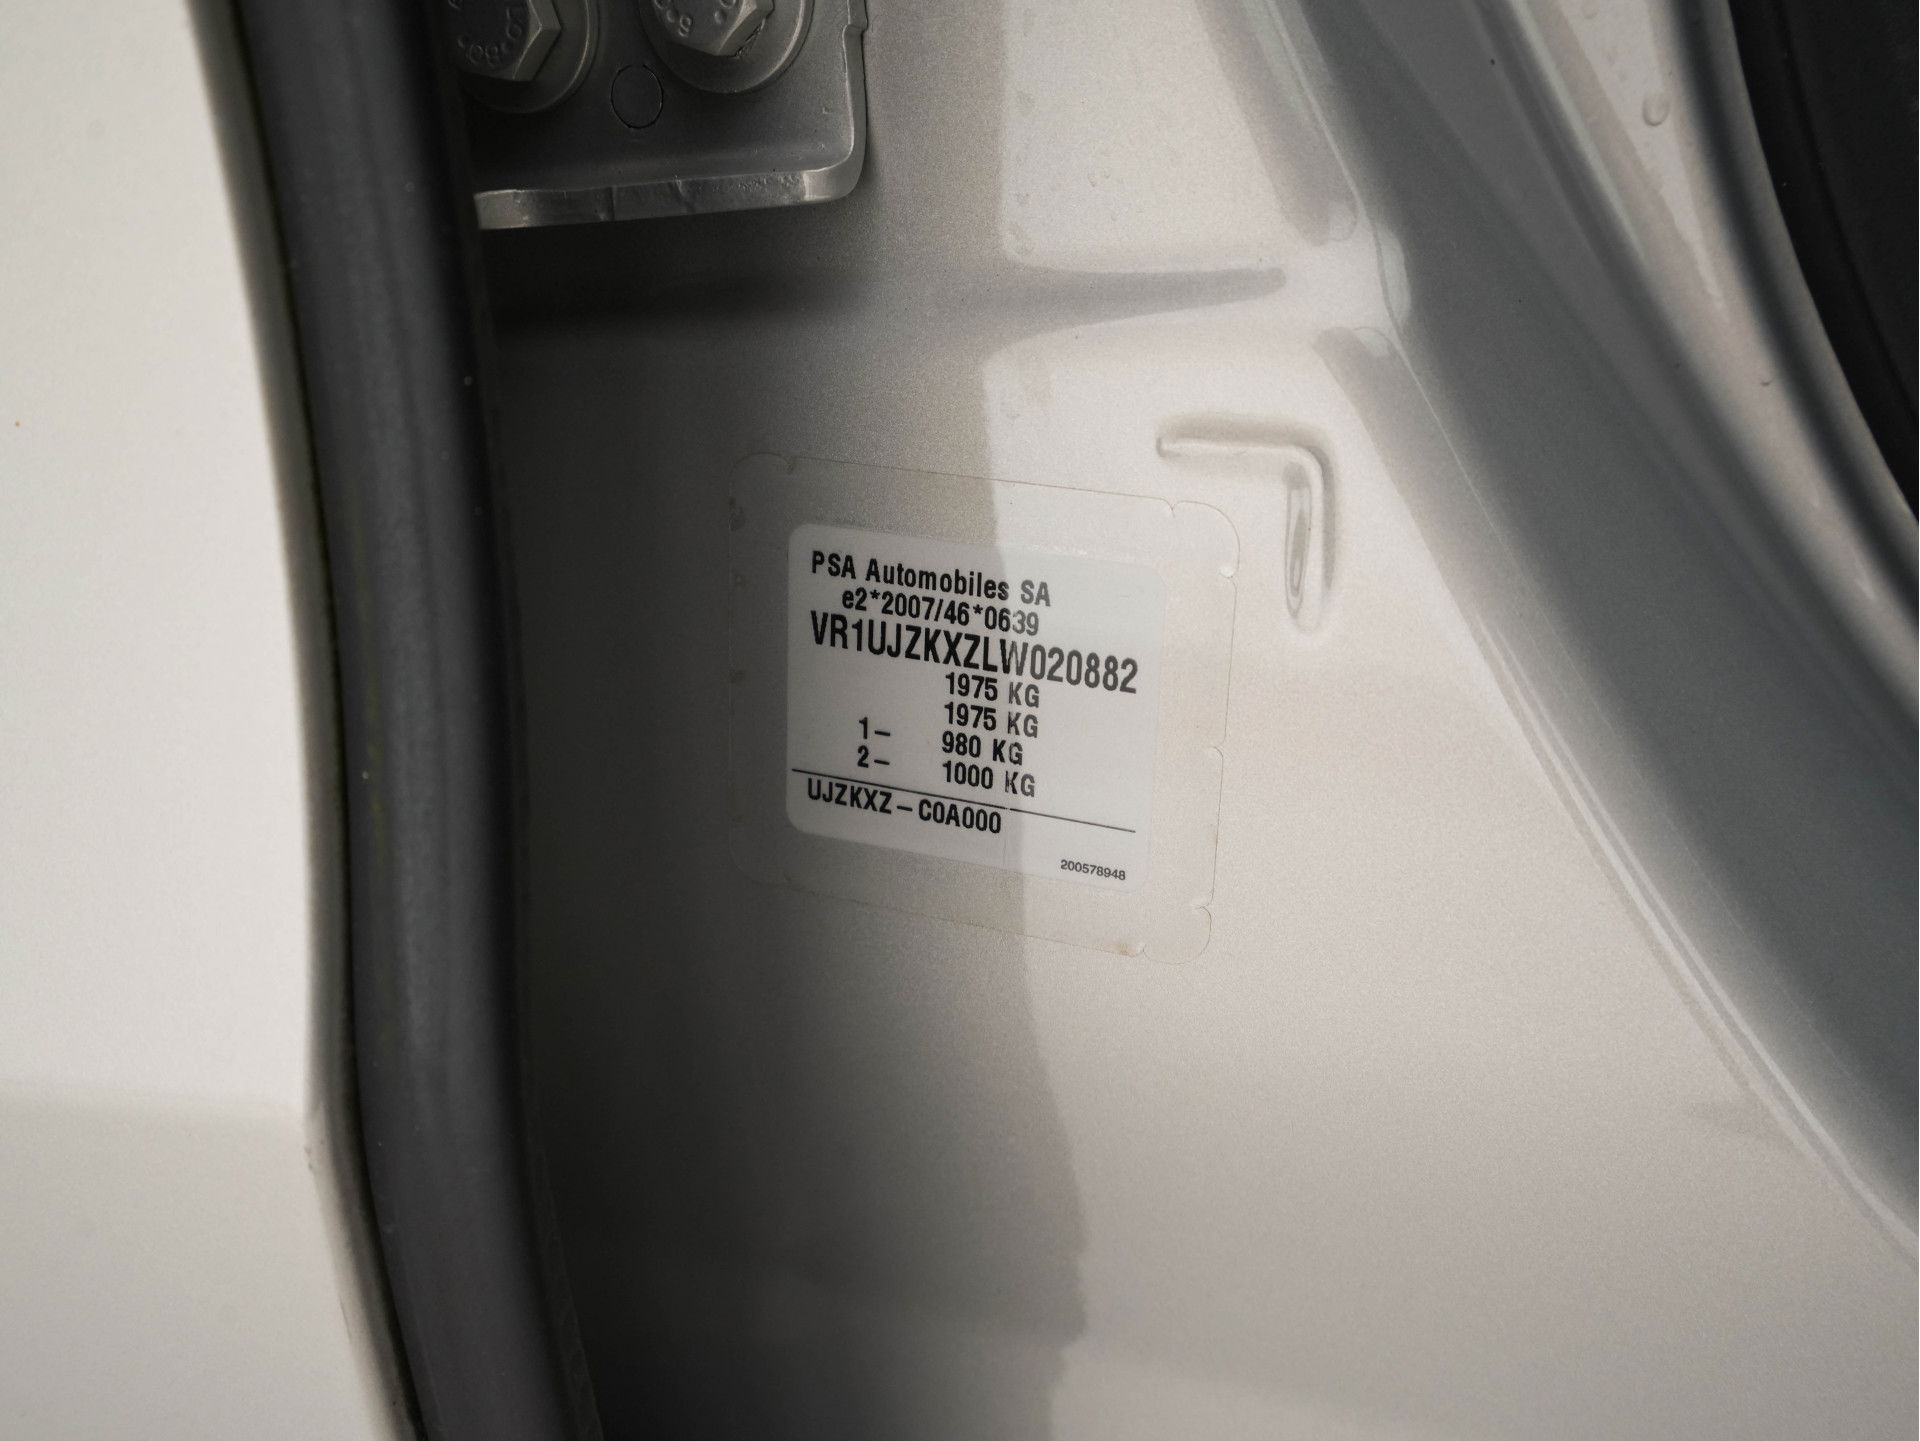 PSA Automobiles SA
e2*2007/46*0639
VR1UJZKXZLW020882
1975 KG
1975 KG
1– 980 KG
2– 1000 KG
UJZKXZ – C0A000
200578948